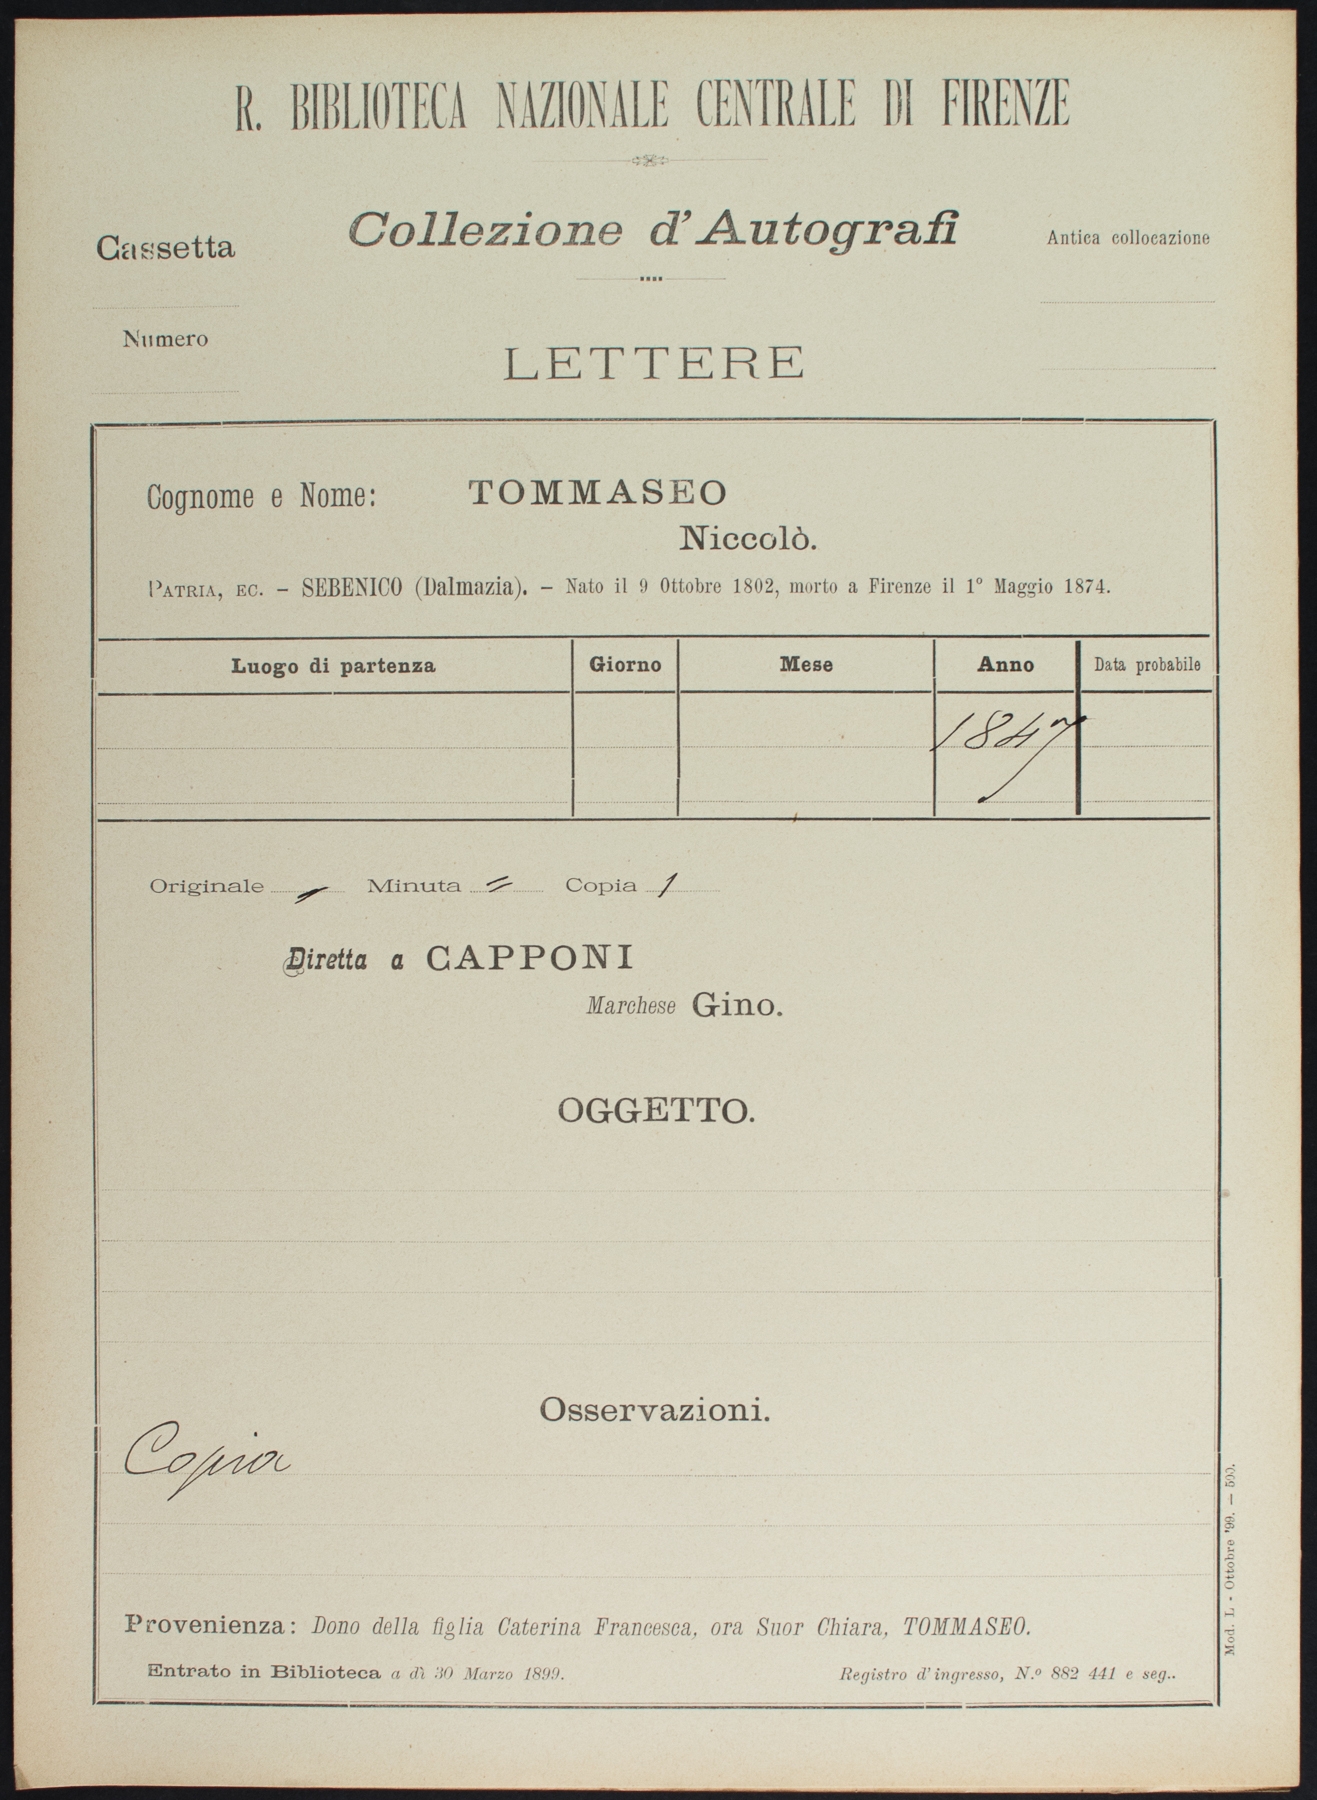 R. BIBLIOTECA NAZIONALE CENTRALE DI FIRENZE
Collezione d'Autografi
Cassetta
Antica collocazione
Numero
LETTERE
Cognome e Nome: TOMMASEO
Niccolò.
PATRIA, EC. – SEBENICO (Dalmazia). – Nato il 9 Ottobre 1802, morto a Firenze il 1° Maggio 1874.
Luogo di partenza Giorno Mese Anno Data probabile
1847
Originale - Minuta = Copia 1
Diretta a CAPPONI
Marchese Gino.
OGGETTO.
Osservazioni.
Copia
Provenienza: Dono della figlia Caterina Francesca, ora Suor Chiara, TOMMASEO.
Entrato in Biblioteca a dì 30 Marzo 1899. Registro d'ingresso, N.º 882 441 e seg..
Mod. L - Ottobre '99. — 500.